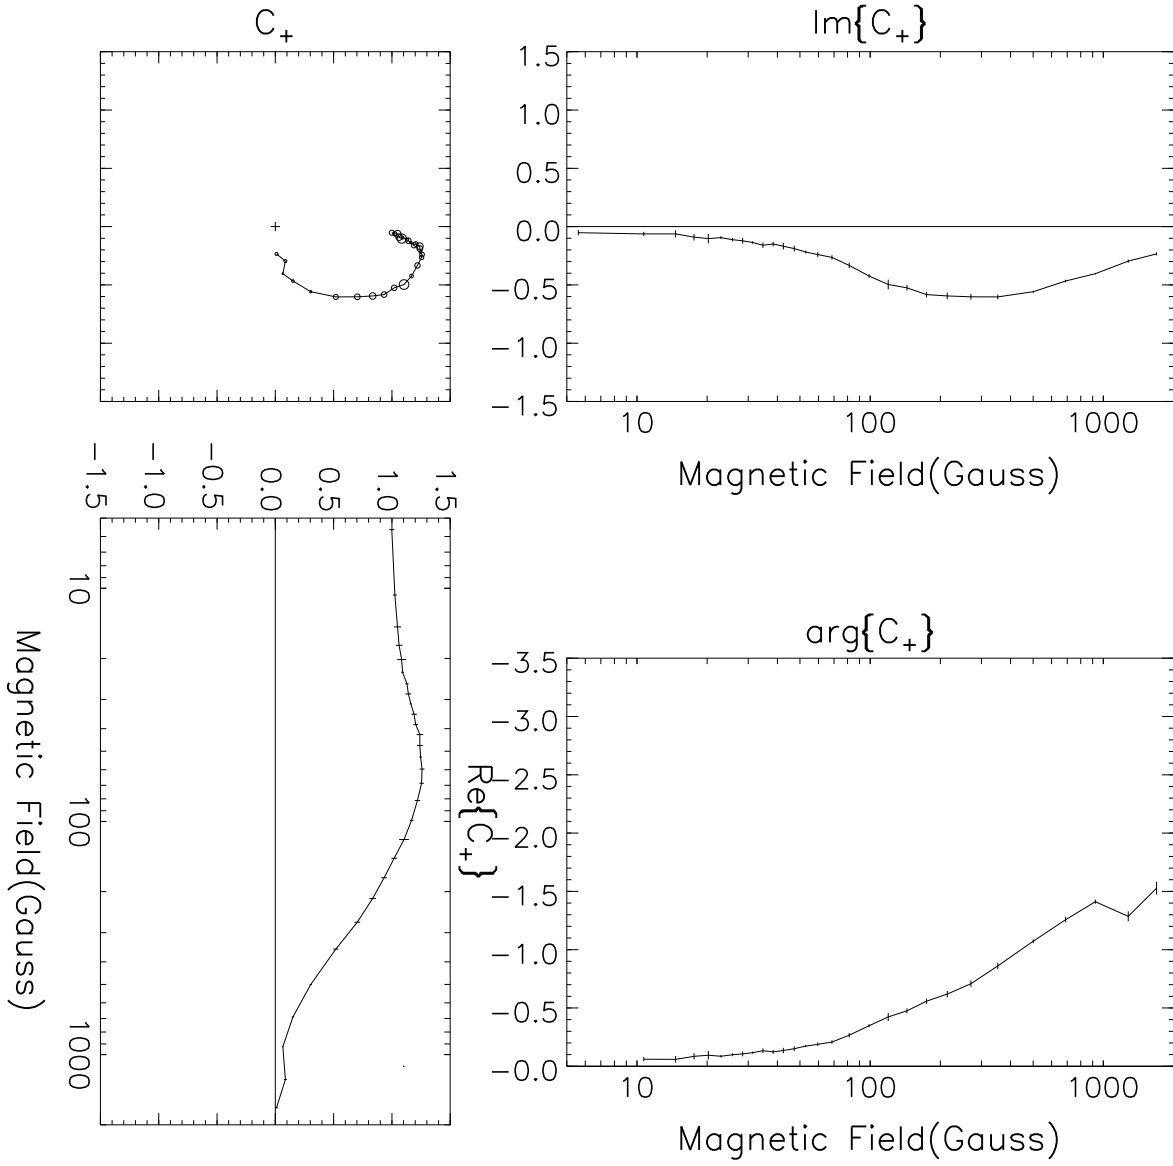 C₊
Im{C₊}
1.5
1.0
0.5
0.0
−0.5
−1.0
−1.5
10 100 1000
Magnetic Field(Gauss)
−1.5 −1.0 −0.5 0.0 0.5 1.0 1.5
10 100 1000
Magnetic Field(Gauss)
Re{C₊}
arg{C₊}
−3.5
−3.0
−2.5
−2.0
−1.5
−1.0
−0.5
−0.0
10 100 1000
Magnetic Field(Gauss)